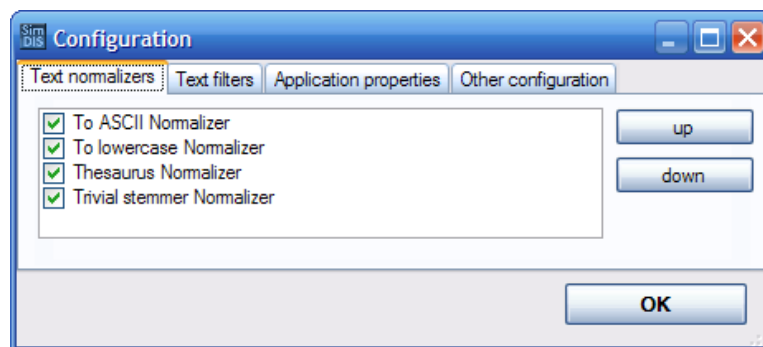 Sim
DIS
Configuration
Text normalizers Text filters Application properties Other configuration
To ASCII Normalizer
To lowercase Normalizer
Thesaurus Normalizer
Trivial stemmer Normalizer
up
down
OK